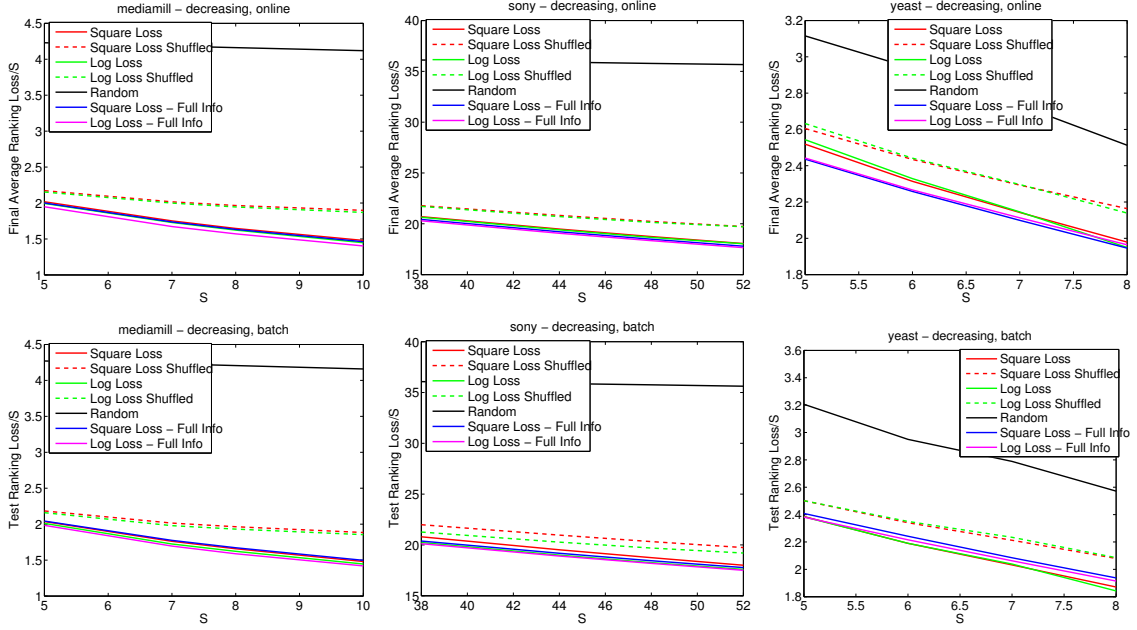 mediamill − decreasing, online
4.5
4
3.5
3
2.5
2
1.5
1
Final Average Ranking Loss/S
Square Loss
Square Loss Shuffled
Log Loss
Log Loss Shuffled
Random
Square Loss − Full Info
Log Loss − Full Info
5 6 7 8 9 10
S
sony − decreasing, online
40
35
30
25
20
15
Final Average Ranking Loss/S
Square Loss
Square Loss Shuffled
Log Loss
Log Loss Shuffled
Random
Square Loss − Full Info
Log Loss − Full Info
38 40 42 44 46 48 50 52
S
yeast − decreasing, online
3.2
3
2.8
2.6
2.4
2.2
2
1.8
Final Average Ranking Loss/S
Square Loss
Square Loss Shuffled
Log Loss
Log Loss Shuffled
Random
Square Loss − Full Info
Log Loss − Full Info
5 5.5 6 6.5 7 7.5 8
S
mediamill − decreasing, batch
4.5
4
3.5
3
2.5
2
1.5
1
Test Ranking Loss/S
Square Loss
Square Loss Shuffled
Log Loss
Log Loss Shuffled
Random
Square Loss − Full Info
Log Loss − Full Info
5 6 7 8 9 10
S
sony − decreasing, batch
40
35
30
25
20
15
Test Ranking Loss/S
Square Loss
Square Loss Shuffled
Log Loss
Log Loss Shuffled
Random
Square Loss − Full Info
Log Loss − Full Info
38 40 42 44 46 48 50 52
S
yeast − decreasing, batch
3.6
3.4
3.2
3
2.8
2.6
2.4
2.2
2
1.8
Test Ranking Loss/S
Square Loss
Square Loss Shuffled
Log Loss
Log Loss Shuffled
Random
Square Loss − Full Info
Log Loss − Full Info
5 5.5 6 6.5 7 7.5 8
S